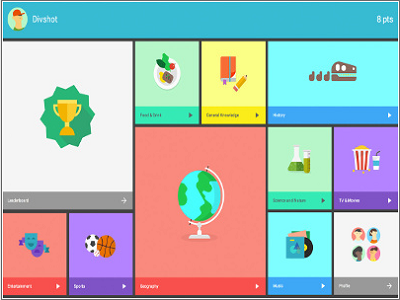 Divshot
8 pts
Food & Drink
General Knowledge
History
Leaderboard
Geography
Science and Nature
TV & Movies
Entertainment
Sports
Music
Profile